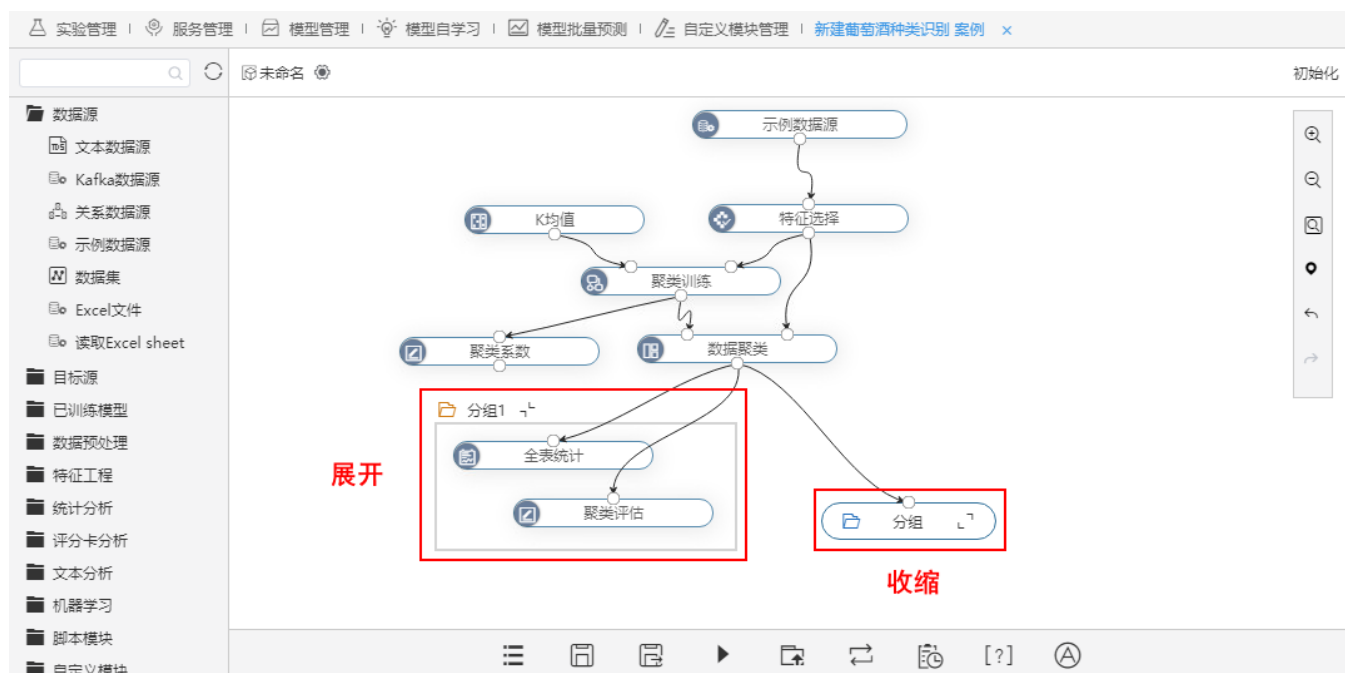 实验管理 服务管理 模型管理 模型自学习 模型批量预测 自定义模块管理 新建葡萄酒种类识别 案例 ×
未命名 初始化
数据源
文本数据源
Kafka数据源
关系数据源
示例数据源
数据集
Excel文件
读取Excel sheet
目标源
已训练模型
数据预处理
特征工程
统计分析
评分卡分析
文本分析
机器学习
脚本模块
自定义模块
示例数据源
K均值
特征选择
聚类训练
聚类系数
数据聚类
分组1
全表统计
展开
聚类评估
分组
收缩
[?]